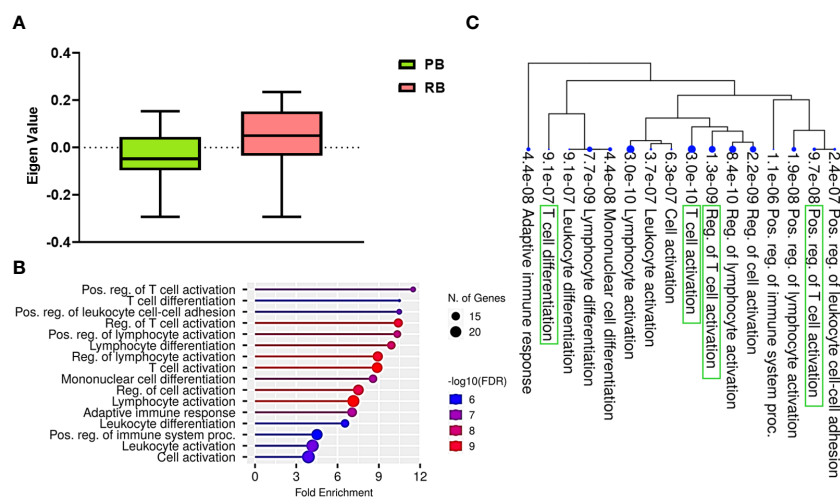 A
0.4
0.2
0.0
-0.2
-0.4
Eigen Value
PB
RB
B
Pos. reg. of T cell activation
T cell differentiation
Pos. reg. of leukocyte cell-cell adhesion
Reg. of T cell activation
Pos. reg. of lymphocyte activation
Lymphocyte differentiation
Reg. of lymphocyte activation
T cell activation
Mononuclear cell differentiation
Reg. of cell activation
Lymphocyte activation
Adaptive immune response
Leukocyte differentiation
Pos. reg. of immune system proc.
Leukocyte activation
Cell activation
0 3 6 9 12
Fold Enrichment
N. of Genes
15
20
-log10(FDR)
6
7
8
9
C
4.4e-08 Adaptive immune response
9.1e-07 T cell differentiation
9.1e-07 Leukocyte differentiation
7.7e-09 Lymphocyte differentiation
4.4e-08 Mononuclear cell differentiation
3.0e-10 Lymphocyte activation
3.7e-07 Leukocyte activation
6.3e-07 Cell activation
3.0e-10 T cell activation
1.3e-09 Reg. of T cell activation
8.4e-10 Reg. of lymphocyte activation
2.2e-09 Reg. of cell activation
1.1e-06 Pos. reg. of immune system proc.
1.9e-08 Pos. reg. of lymphocyte activation
9.7e-08 Pos. reg. of T cell activation
2.4e-07 Pos. reg. of leukocyte cell-cell adhesion